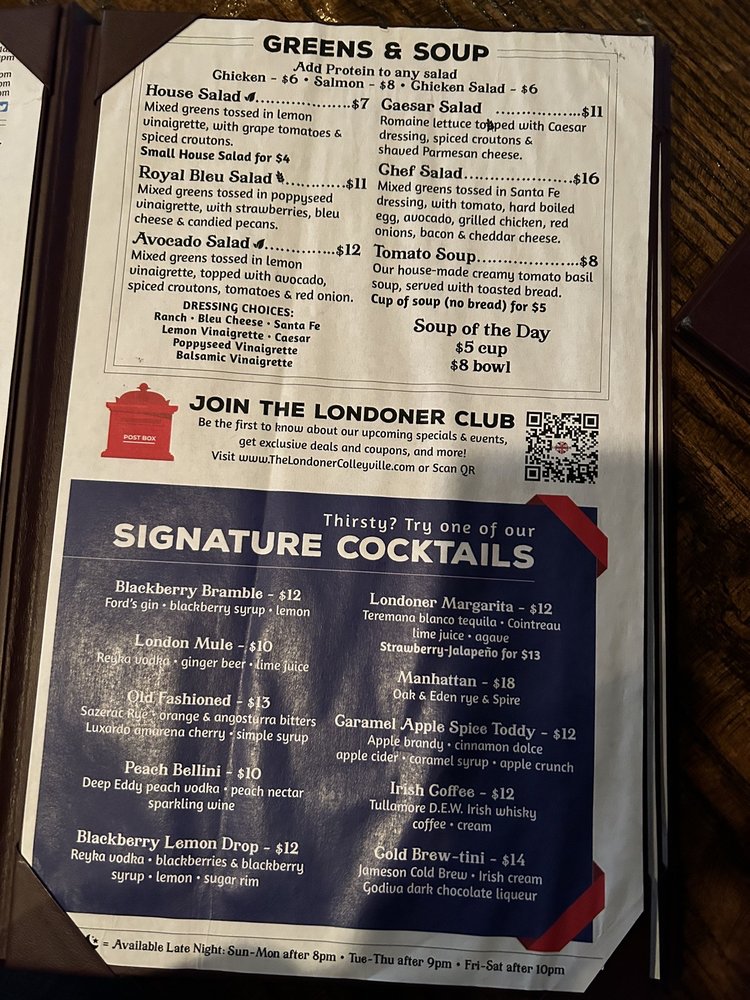 GREENS & SOUP
Add Protein to any salad
Chicken - $6 • Salmon - $8 • Chicken Salad - $6
House Salad ...................$7
Mixed greens tossed in lemon
vinaigrette, with grape tomatoes &
spiced croutons.
Small House Salad for $4
Royal Bleu Salad ............$11
Mixed greens tossed in poppyseed
vinaigrette, with strawberries, bleu
cheese & candied pecans.
Avocado Salad ...............$12
Mixed greens tossed in lemon
vinaigrette, topped with avocado,
spiced croutons, tomatoes & red onion.
DRESSING CHOICES:
Ranch • Bleu Cheese • Santa Fe
Lemon Vinaigrette • Caesar
Poppyseed Vinaigrette
Balsamic Vinaigrette
Caesar Salad ................$11
Romaine lettuce topped with Caesar
dressing, spiced croutons &
shaved Parmesan cheese.
Chef Salad.....................$16
Mixed greens tossed in Santa Fe
dressing, with tomato, hard boiled
egg, avocado, grilled chicken, red
onions, bacon & cheddar cheese.
Tomato Soup...................$8
Our house-made creamy tomato basil
soup, served with toasted bread.
Cup of soup (no bread) for $5
Soup of the Day
$5 cup
$8 bowl
POST BOX
JOIN THE LONDONER CLUB
Be the first to know about our upcoming specials & events,
get exclusive deals and coupons, and more!
Visit www.TheLondonerColleyville.com or Scan QR
Thirsty? Try one of our
SIGNATURE COCKTAILS
Blackberry Bramble - $12
Ford's gin • blackberry syrup • lemon
London Mule - $10
Reyka vodka • ginger beer • lime juice
Old Fashioned - $13
Sazerac Rye • orange & angosturra bitters
Luxardo amarena cherry • simple syrup
Peach Bellini - $10
Deep Eddy peach vodka • peach nectar
sparkling wine
Blackberry Lemon Drop - $12
Reyka vodka • blackberries & blackberry
syrup • lemon • sugar rim
Londoner Margarita - $12
Teremana blanco tequila • Cointreau
lime juice • agave
Strawberry-Jalapeño for $13
Manhattan - $18
Oak & Eden rye & Spire
Caramel Apple Spice Toddy - $12
Apple brandy • cinnamon dolce
apple cider • caramel syrup • apple crunch
Irish Coffee - $12
Tullamore D.E.W. Irish whisky
coffee • cream
Cold Brew-tini - $14
Jameson Cold Brew • Irish cream
Godiva dark chocolate liqueur
= Available Late Night: Sun-Mon after 8pm • Tue-Thu after 9pm • Fri-Sat after 10pm